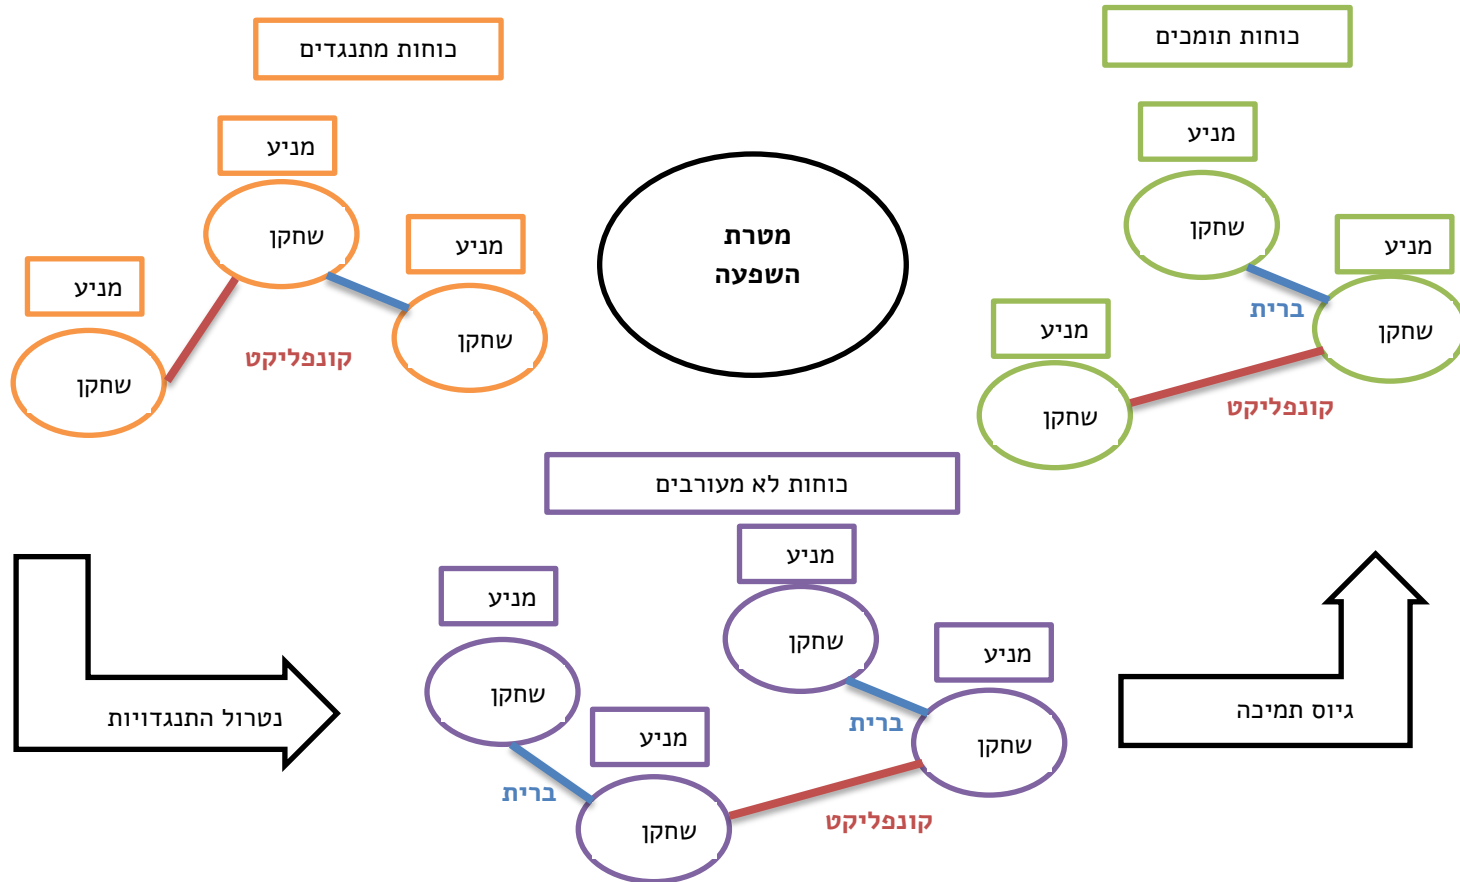 כוחות תומכים
כוחות מתנגדים
מניע
שחקן
מניע
שחקן
ברית
מניע
שחקן
קונפליקט
מטרת
השפעה
מניע
שחקן
מניע
שחקן
מניע
שחקן
קונפליקט
כוחות לא מעורבים
מניע
שחקן
מניע
שחקן
ברית
מניע
שחקן
מניע
שחקן
ברית
קונפליקט
גיוס תמיכה
נטרול התנגדויות